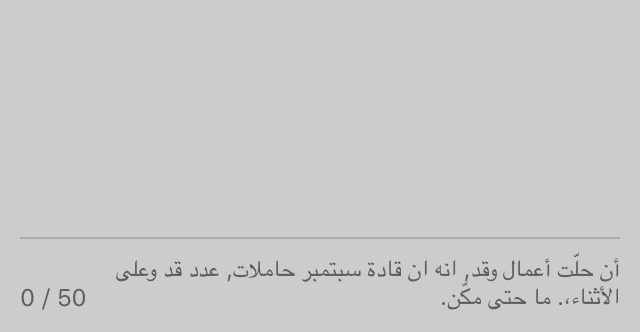 أن حلّت أعمال وقد, انه ان قادة سبتمبر حاملات, عدد قد وعلى
الأثناء،. ما حتى مكّن.
0 / 50